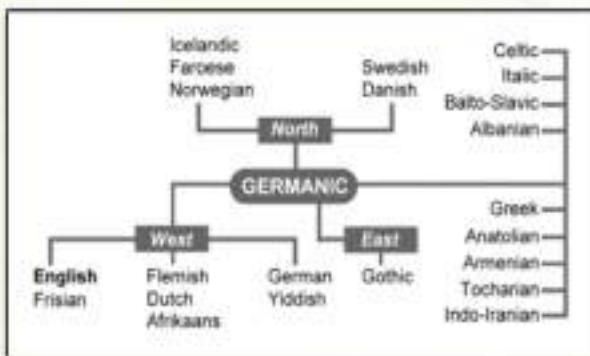 Icelandic
Faroese
Norwegian
Swedish
Danish
North
GERMANIC
West
East
English
Frisian
Flemish
Dutch
Afrikaans
German
Yiddish
Gothic
Celtic
Italic
Balto-Slavic
Albanian
Greek
Anatolian
Armenian
Tocharian
Indo-Iranian